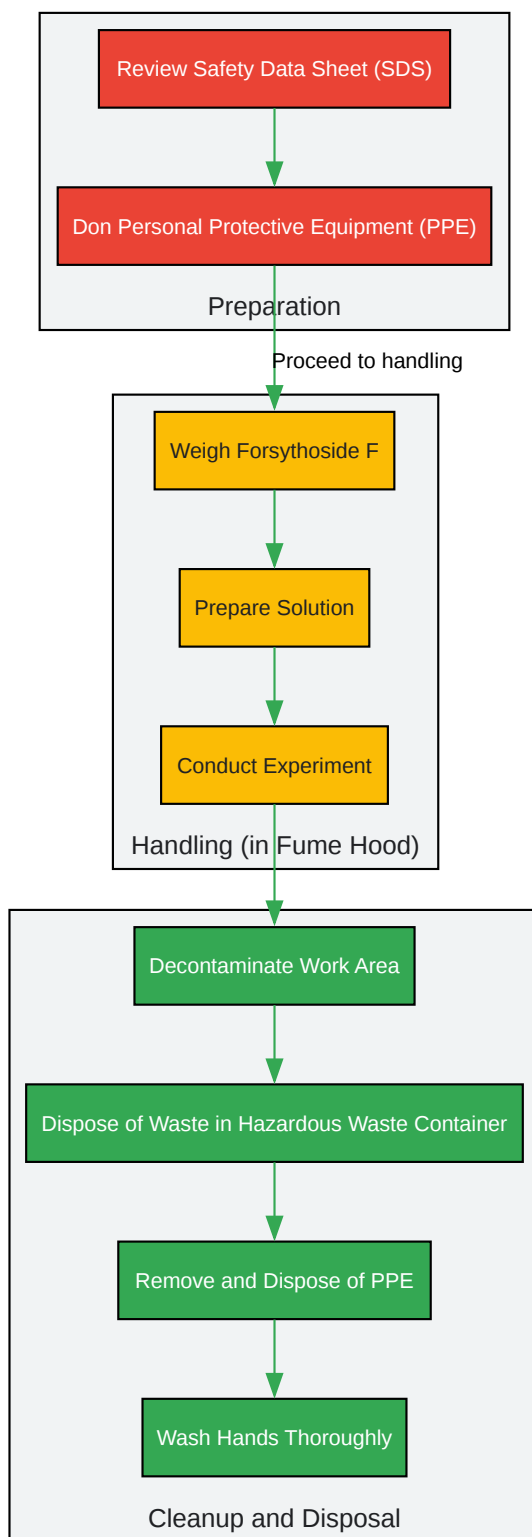 Review Safety Data Sheet (SDS)
Don Personal Protective Equipment (PPE)
Preparation
Proceed to handling
Weigh Forsythoside F
Prepare Solution
Conduct Experiment
Handling (in Fume Hood)
Decontaminate Work Area
Dispose of Waste in Hazardous Waste Container
Remove and Dispose of PPE
Wash Hands Thoroughly
Cleanup and Disposal